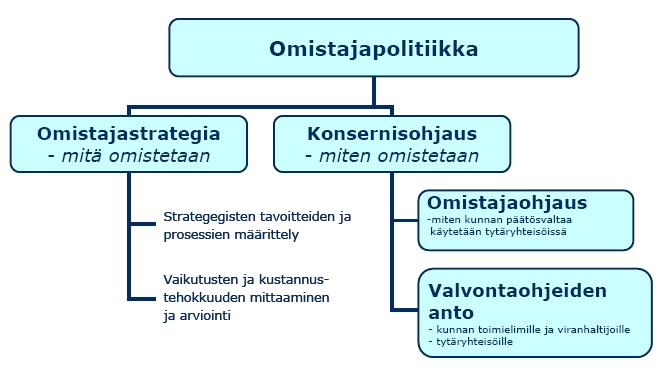 Omistajapolitiikka
Omistajastrategia
- mitä omistetaan
Konsernisohjaus
- miten omistetaan
Strategegisten tavoitteiden ja
prosessien määrittely
Vaikutusten ja kustannus-
tehokkuuden mittaaminen
ja arviointi
Omistajaohjaus
-miten kunnan päätösvaltaa
käytetään tytäryhteisöissä
Valvontaohjeiden
anto
- kunnan toimielimille ja viranhaltijoille
- tytäryhteisöille